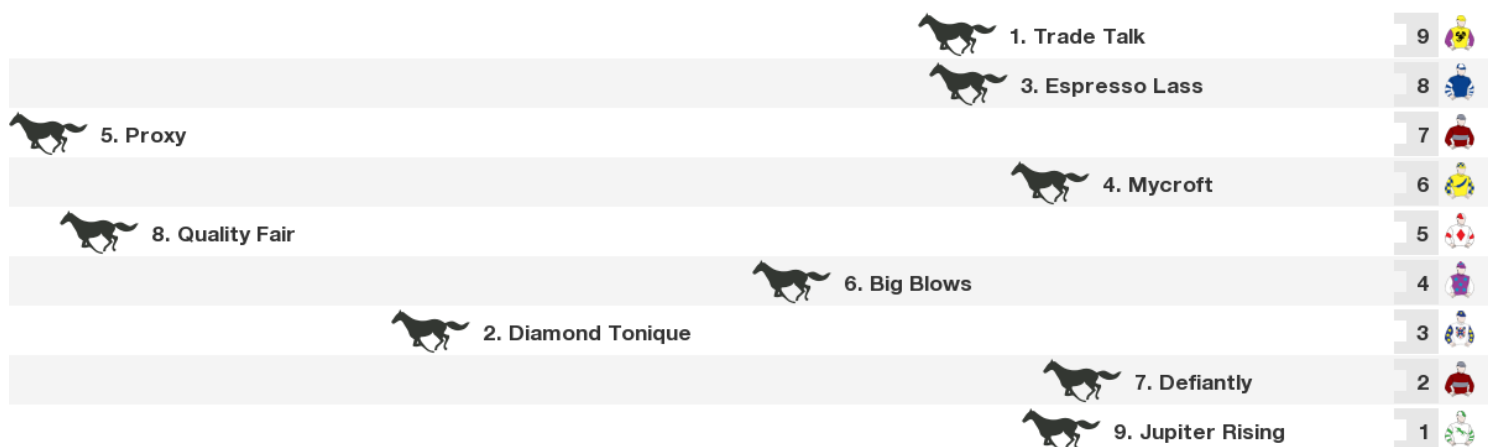 1. Trade Talk 9
3. Espresso Lass 8
5. Proxy 7
4. Mycroft 6
8. Quality Fair 5
6. Big Blows 4
2. Diamond Tonique 3
7. Defiantly 2
9. Jupiter Rising 1